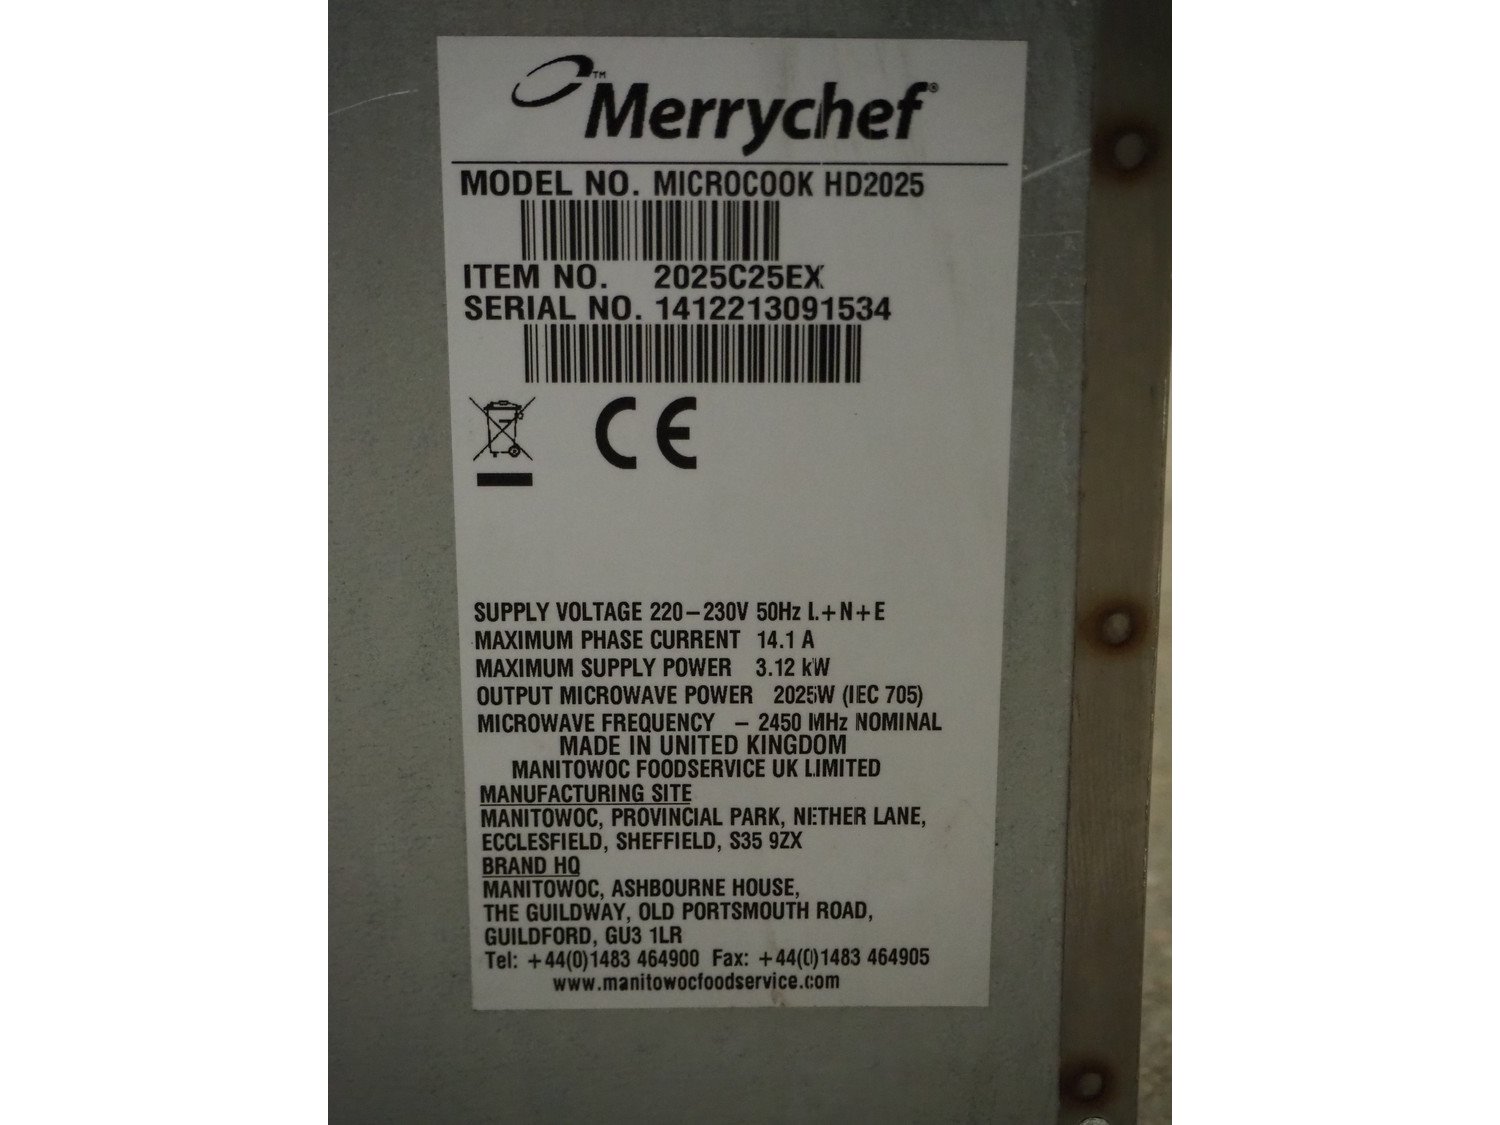 Merrychef®
MODEL NO. MICROCOOK HD2025
ITEM NO. 2025C25EX
SERIAL NO. 1412213091534
CE
SUPPLY VOLTAGE 220-230V 50Hz L+N+E
MAXIMUM PHASE CURRENT 14.1 A
MAXIMUM SUPPLY POWER 3.12 kW
OUTPUT MICROWAVE POWER 2025W (IEC 705)
MICROWAVE FREQUENCY - 2450 MHz NOMINAL
MADE IN UNITED KINGDOM
MANITOWOC FOODSERVICE UK LIMITED
MANUFACTURING SITE
MANITOWOC, PROVINCIAL PARK, NETHER LANE,
ECCLESFIELD, SHEFFIELD, S35 9ZX
BRAND HQ
MANITOWOC, ASHBOURNE HOUSE,
THE GUILDWAY, OLD PORTSMOUTH ROAD,
GUILDFORD, GU3 1LR
Tel: +44(0)1483 464900 Fax: +44(0)1483 464905
www.manitowocfoodservice.com